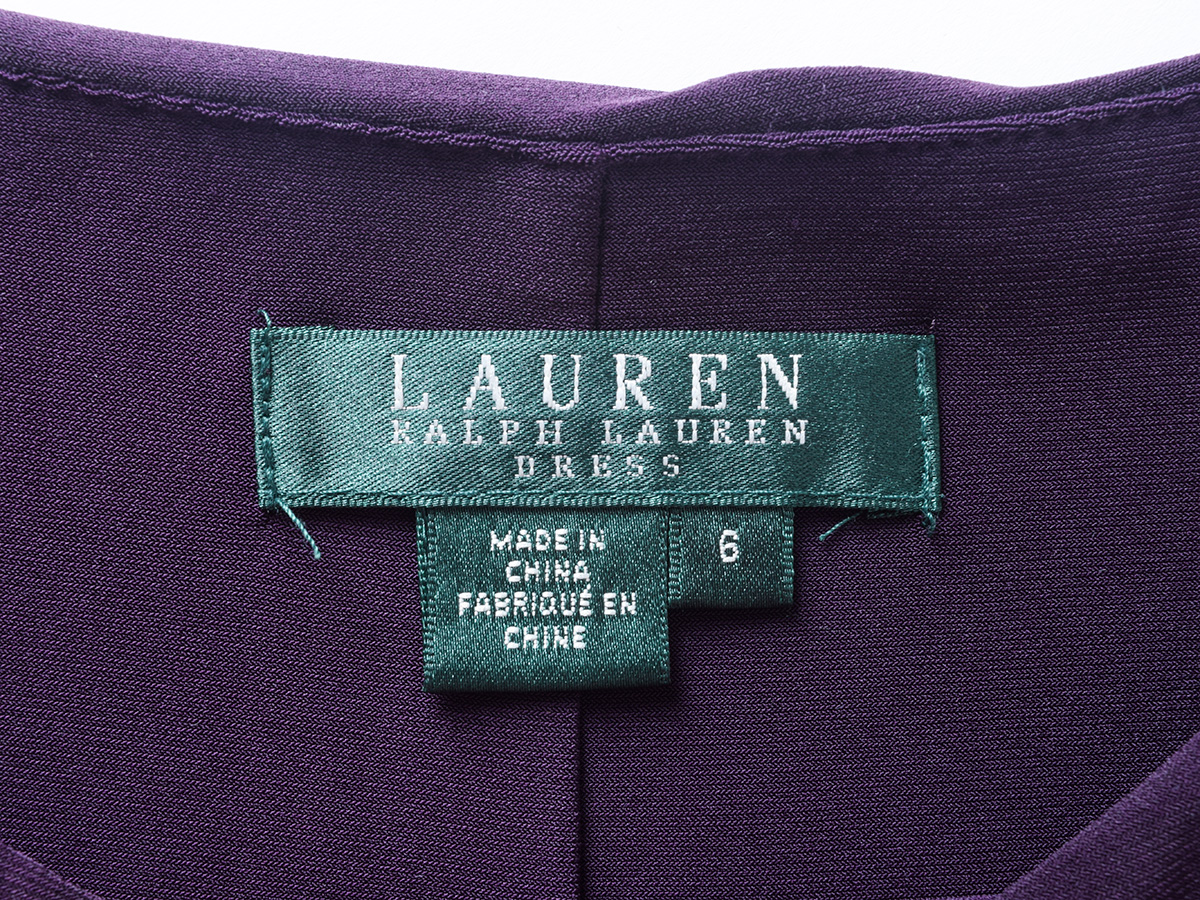 LAUREN
RALPH LAUREN
DRESS
MADE IN
CHINA
FABRIQUÉ EN
CHINE
6